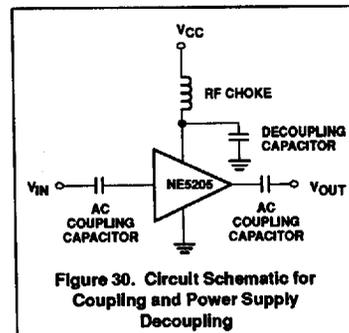 VCC
RF CHOKE
DECOUPLING
CAPACITOR
NE5205
VIN
VOUT
AC
COUPLING
CAPACITOR
AC
COUPLING
CAPACITOR
Figure 30. Circuit Schematic for
Coupling and Power Supply
Decoupling